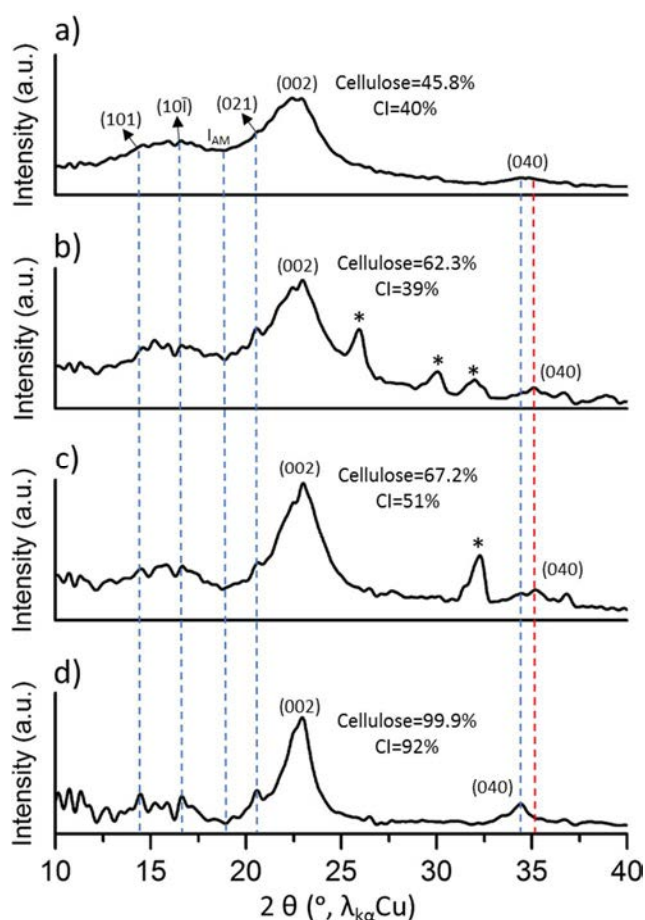 a)
Intensity (a.u.)
(101)
(101̄)
I_AM
(021)
(002)
Cellulose=45.8%
CI=40%
(040)
b)
Intensity (a.u.)
(002)
Cellulose=62.3%
CI=39%
*
*
*
(040)
c)
Intensity (a.u.)
(002)
Cellulose=67.2%
CI=51%
*
(040)
d)
Intensity (a.u.)
(002)
Cellulose=99.9%
CI=92%
(040)
10 15 20 25 30 35 40
2 θ (°, λkαCu)